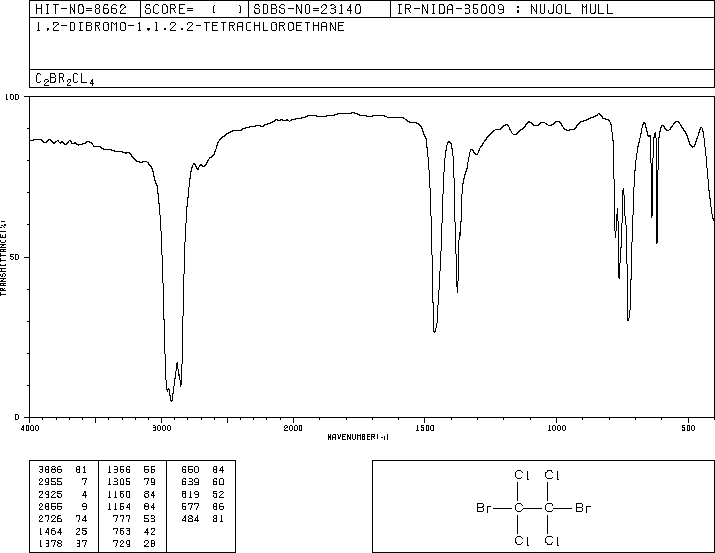 HIT-NO=8662 SCORE= ( ) SDBS-NO=23140 IR-NIDA-35009 : NUJOL MULL
1,2-DIBROMO-1,1,2,2-TETRACHLOROETHANE
C2BR2CL4
100
50
0
TRANSMITTANCE(%)
4000 3000 2000 1500 1000 500
WAVENUMBER(-1)
3086 81 1366 66 650 84
2955 7 1305 79 639 60
2925 4 1160 84 619 52
2855 9 1154 84 577 86
2726 74 777 53 484 81
1464 25 763 42
1378 37 729 28
Cl Cl
Br C C Br
Cl Cl